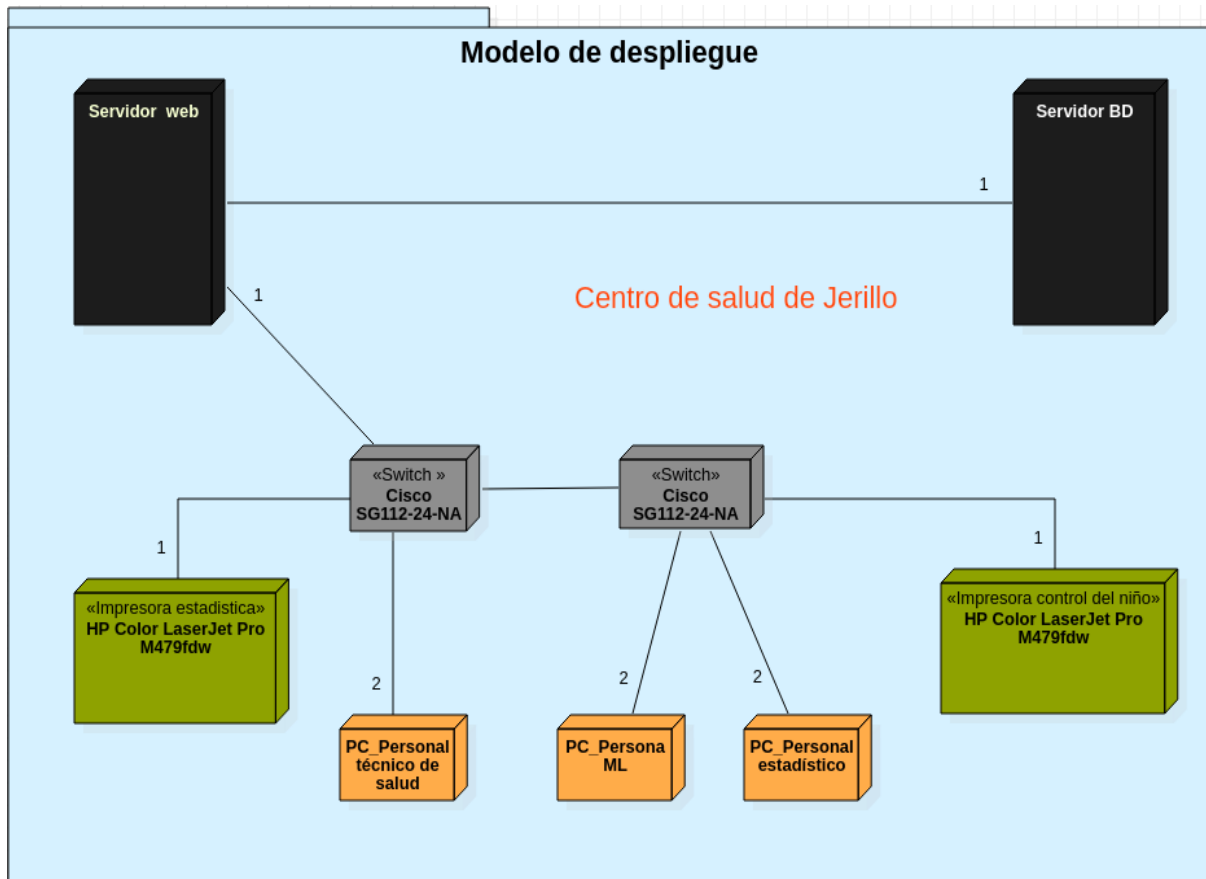 Modelo de despliegue
Servidor web
Servidor BD
1
1
Centro de salud de Jerillo
«Switch »
Cisco
SG112-24-NA
«Switch»
Cisco
SG112-24-NA
1
1
«Impresora estadistica»
HP Color LaserJet Pro
M479fdw
«Impresora control del niño»
HP Color LaserJet Pro
M479fdw
2
2
2
PC_Personal
técnico de
salud
PC_Persona
ML
PC_Personal
estadístico